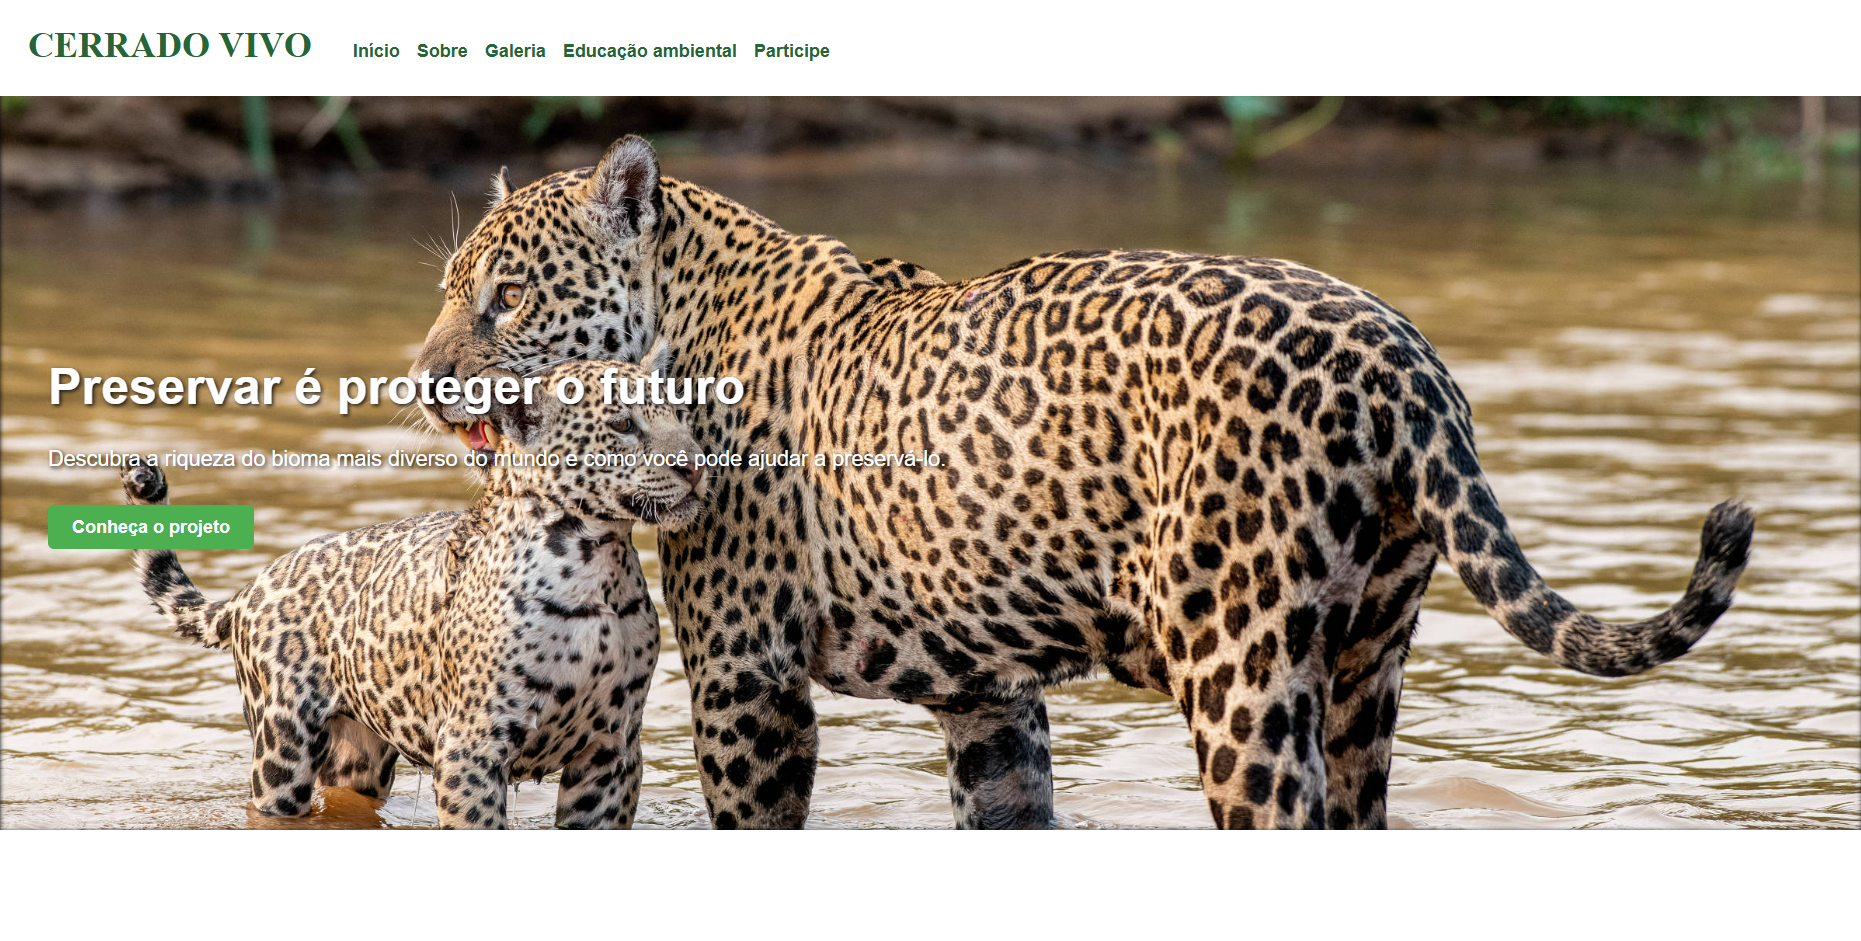 CERRADO VIVO
Início Sobre Galeria Educação ambiental Participe
Preservar é proteger o futuro
Descubra a riqueza do bioma mais diverso do mundo e como você pode ajudar a preservá-lo.
Conheça o projeto